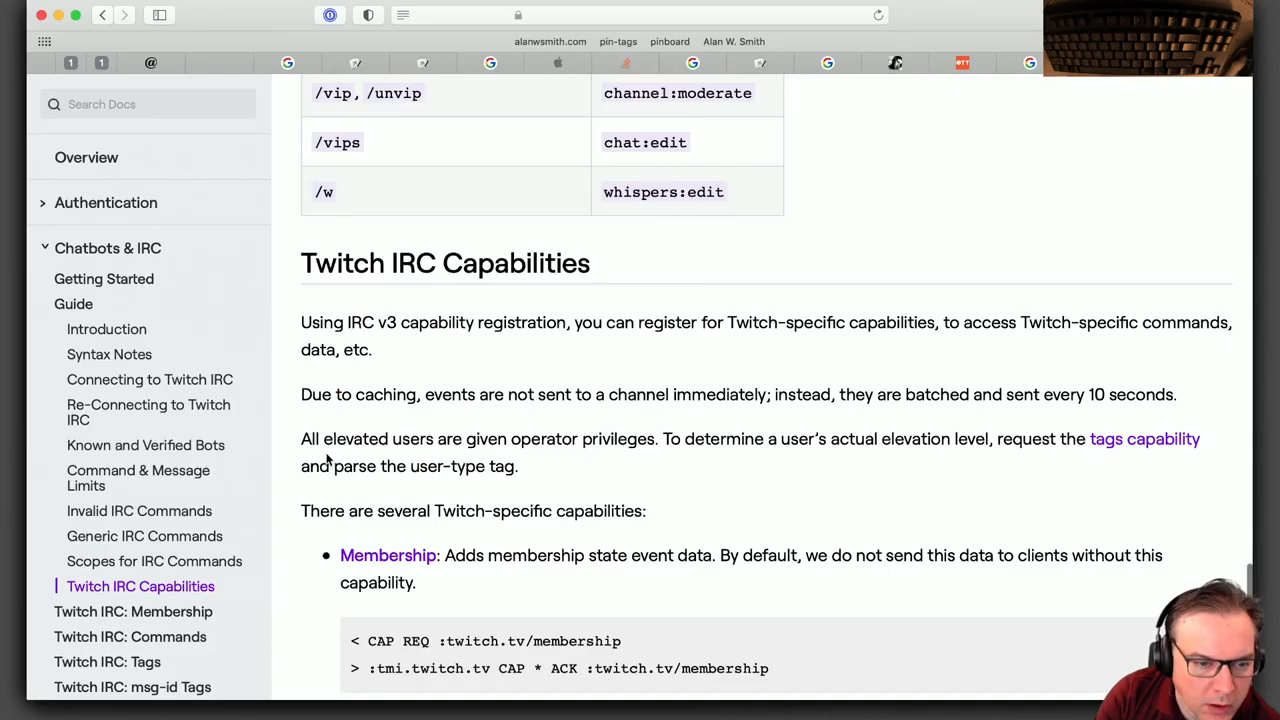 alanwsmith.com pin-tags pinboard Alan W. Smith
1 1 @ G G G G OTT G
Search Docs
Overview
Authentication
Chatbots & IRC
Getting Started
Guide
Introduction
Syntax Notes
Connecting to Twitch IRC
Re-Connecting to Twitch
IRC
Known and Verified Bots
Command & Message
Limits
Invalid IRC Commands
Generic IRC Commands
Scopes for IRC Commands
Twitch IRC Capabilities
Twitch IRC: Membership
Twitch IRC: Commands
Twitch IRC: Tags
Twitch IRC: msg-id Tags
/vip, /unvip channel:moderate
/vips chat:edit
/w whispers:edit
Twitch IRC Capabilities
Using IRC v3 capability registration, you can register for Twitch-specific capabilities, to access Twitch-specific commands,
data, etc.
Due to caching, events are not sent to a channel immediately; instead, they are batched and sent every 10 seconds.
All elevated users are given operator privileges. To determine a user’s actual elevation level, request the tags capability
and parse the user-type tag.
There are several Twitch-specific capabilities:
• Membership: Adds membership state event data. By default, we do not send this data to clients without this
capability.
< CAP REQ :twitch.tv/membership
> :tmi.twitch.tv CAP * ACK :twitch.tv/membership